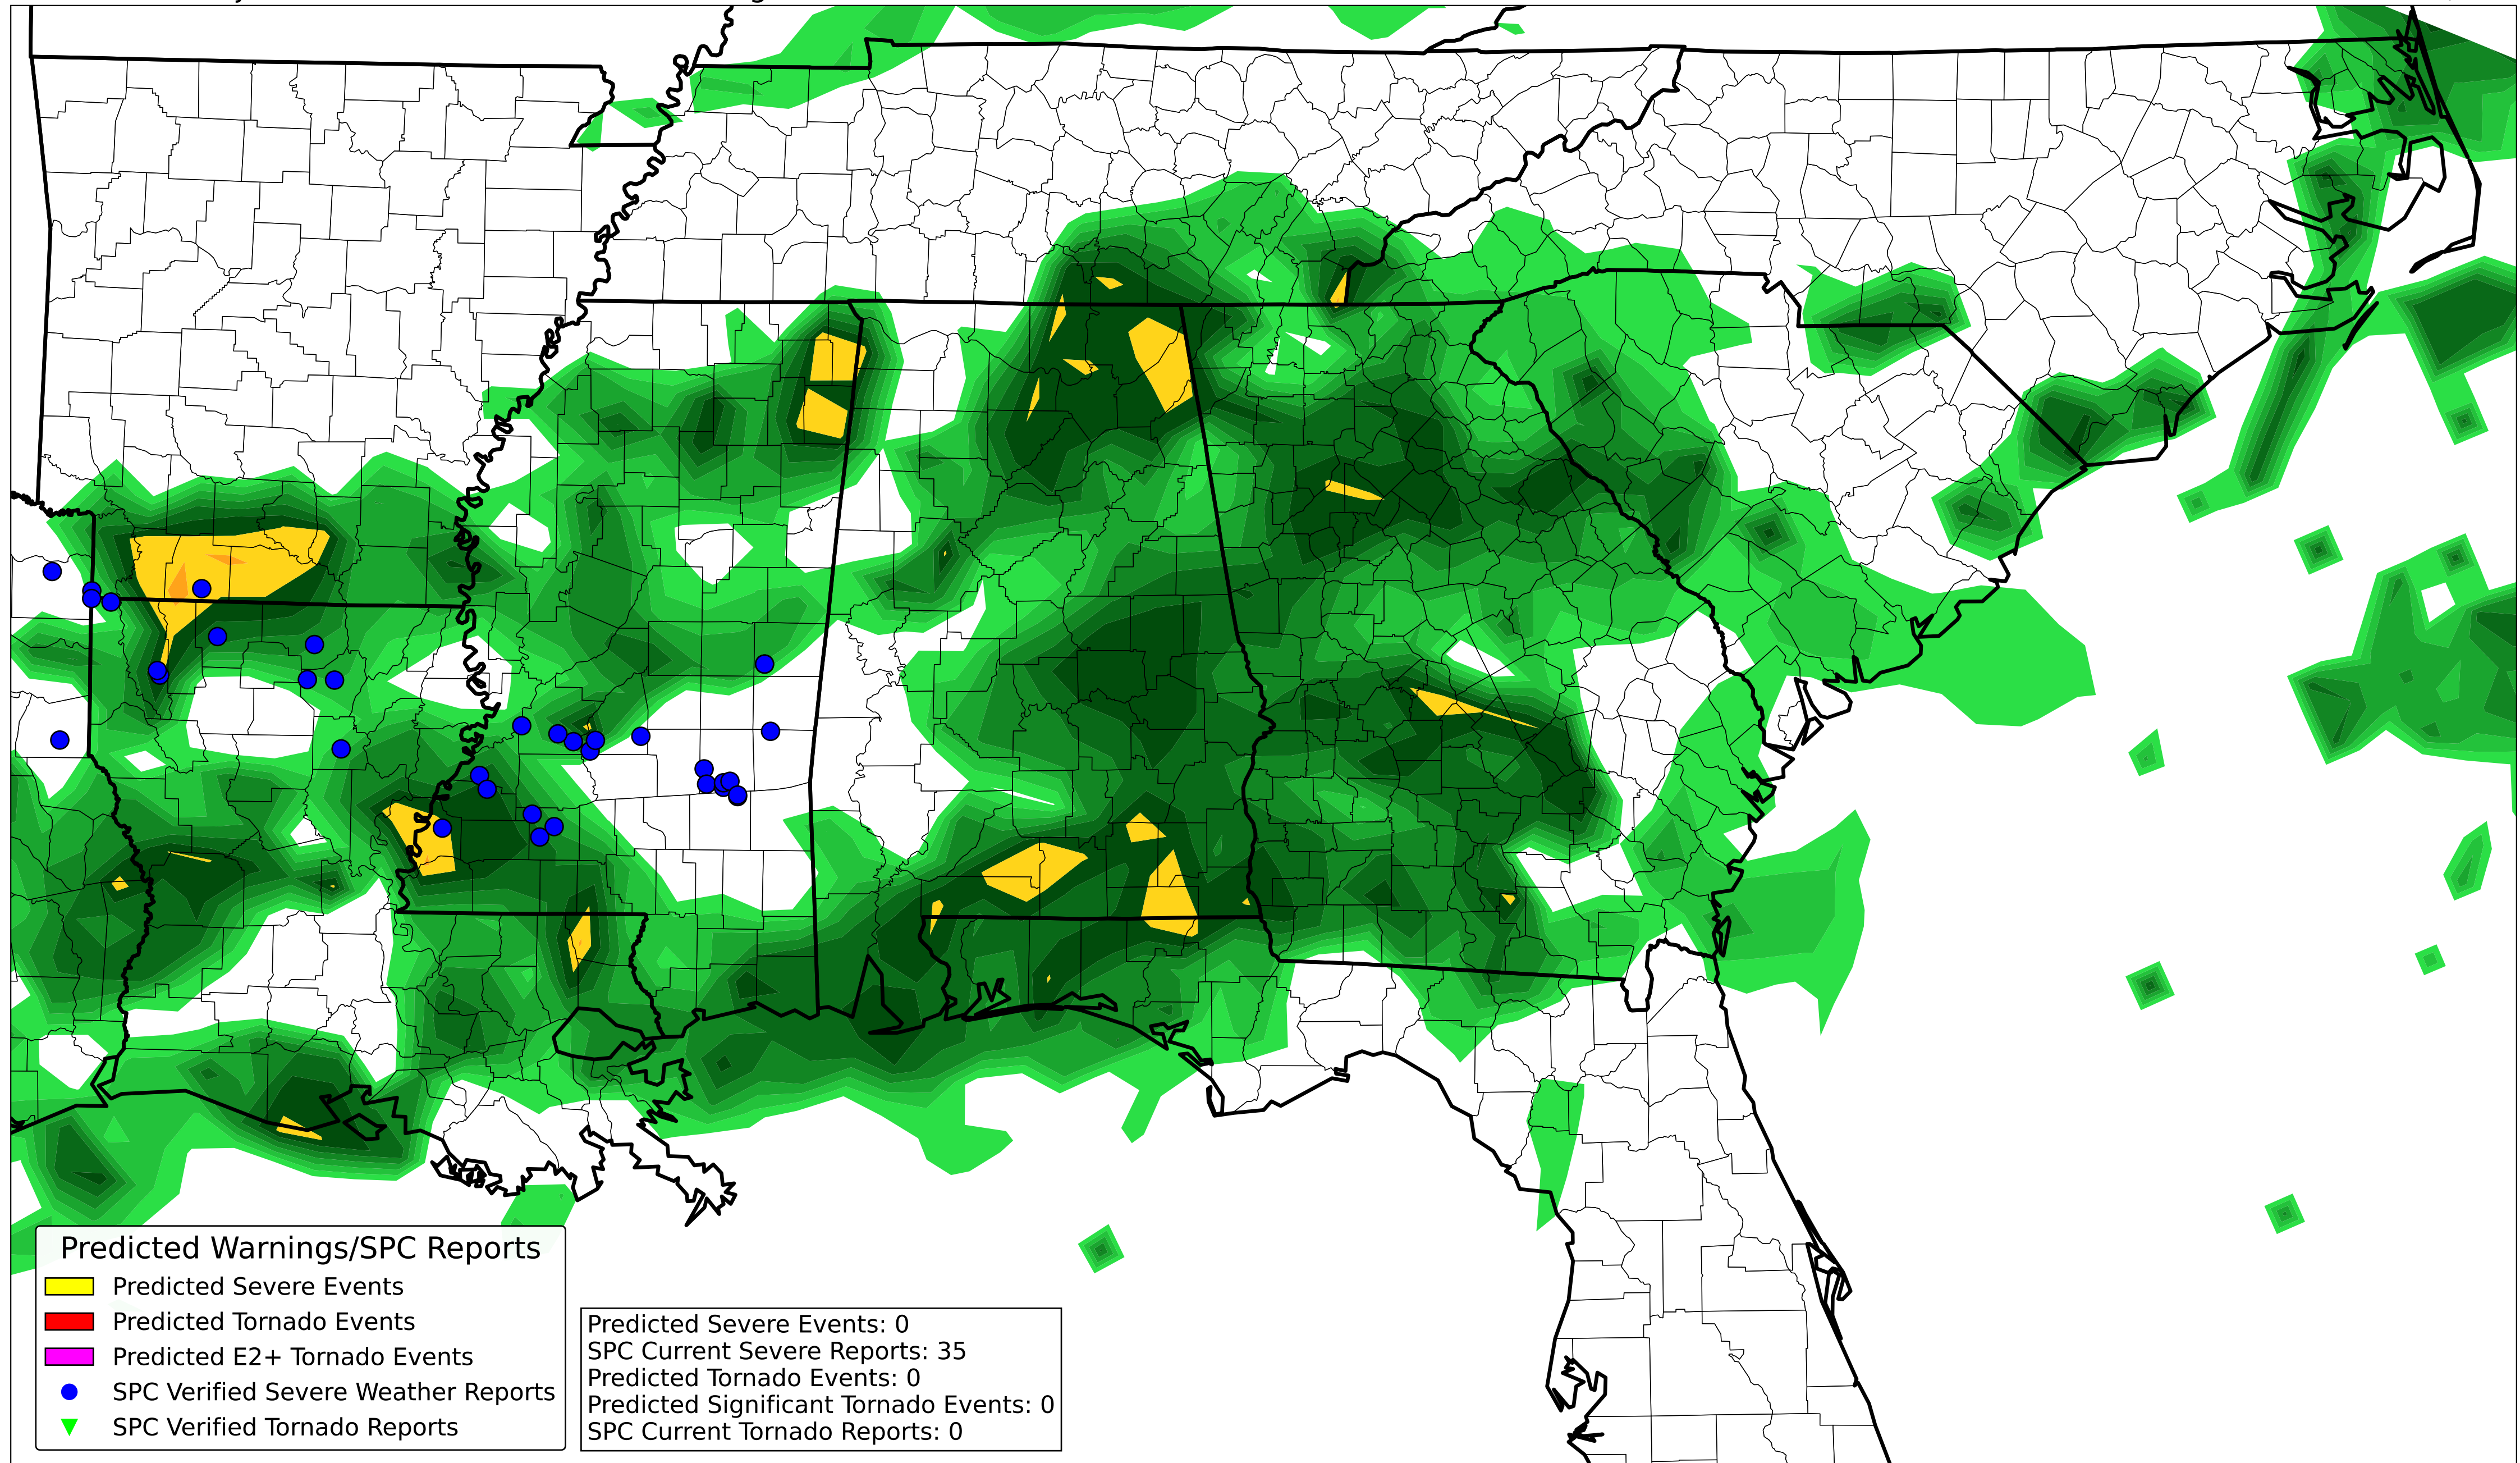 Predicted Warnings/SPC Reports
Predicted Severe Events
Predicted Tornado Events
Predicted E2+ Tornado Events
SPC Verified Severe Weather Reports
SPC Verified Tornado Reports
Predicted Severe Events: 0
SPC Current Severe Reports: 35
Predicted Tornado Events: 0
Predicted Significant Tornado Events: 0
SPC Current Tornado Reports: 0